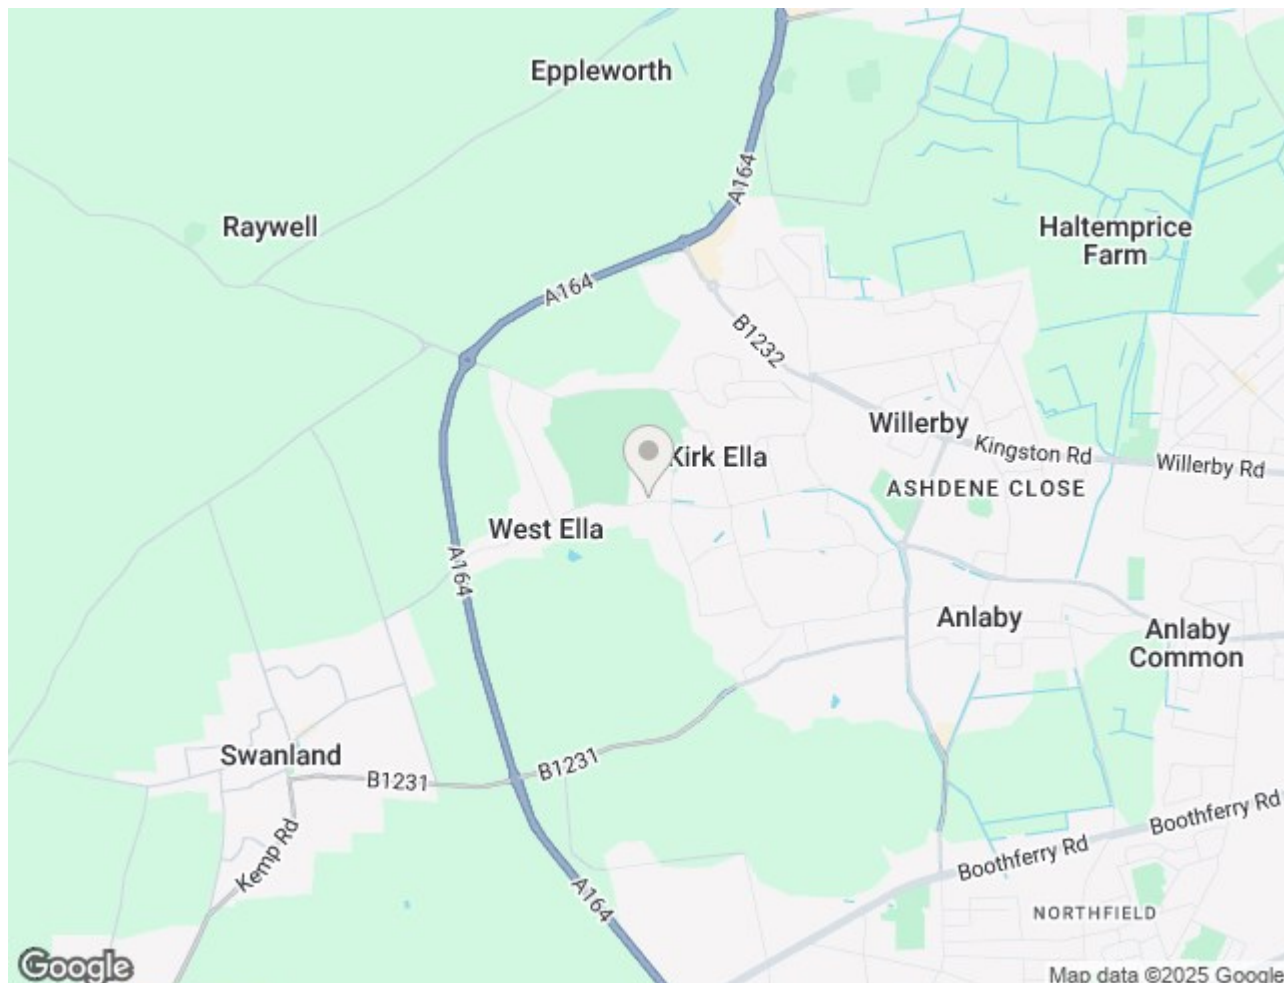 Eppleworth
A164
Raywell
Haltemprice
Farm
A164
B1232
Willerby
Kingston Rd
Willerby Rd
Kirk Ella
ASHDENE CLOSE
West Ella
A164
Anlaby
Anlaby
Common
Swanland
B1231
B1231
Kemp Rd
Boothferry Rd
Boothferry Rd
A164
NORTHFIELD
Google
Map data ©2025 Google